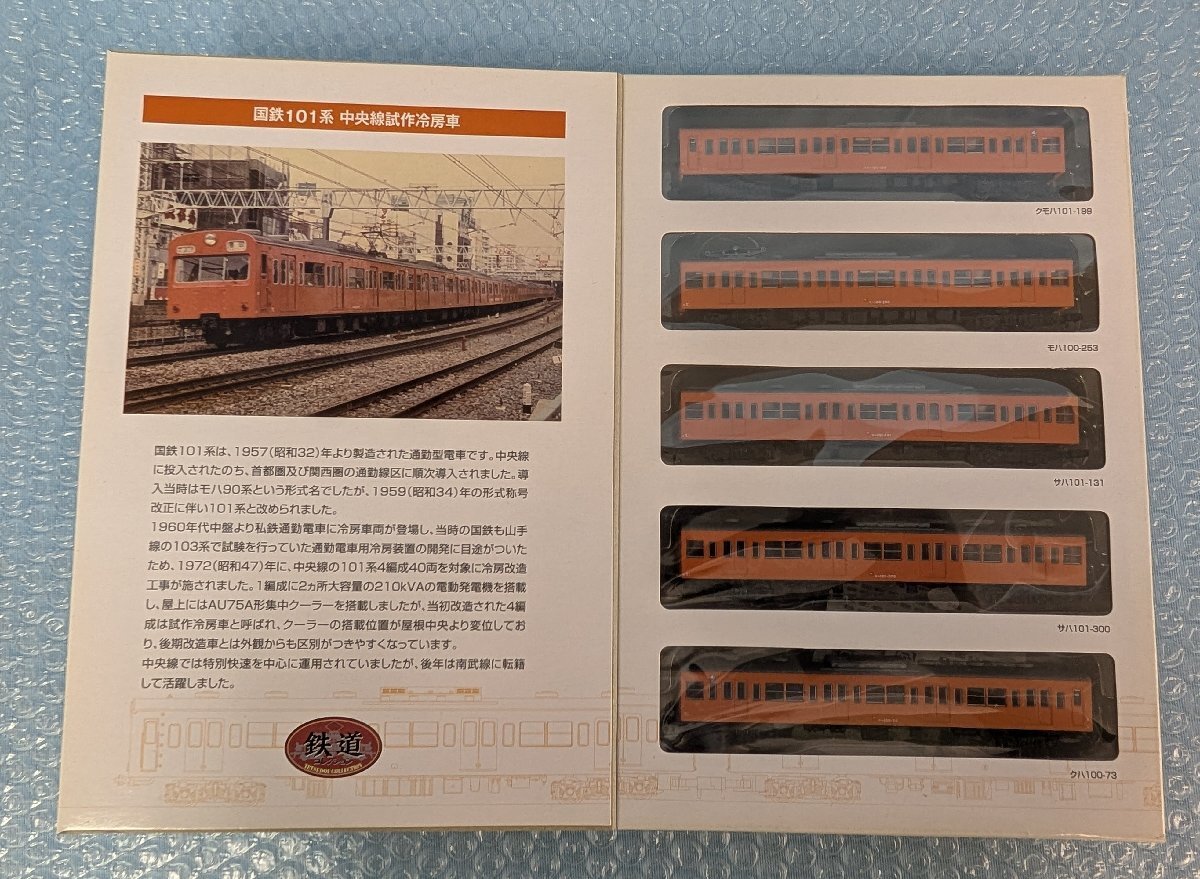 国鉄101系 中央線試作冷房車
国鉄101系は、1957(昭和32)年より製造された通勤型電車です。中央線
に投入されたのち、首都圏及び関西圏の通勤線区に順次導入されました。導
入当時はモハ90系という形式名でしたが、1959(昭和34)年の形式称号
改正に伴い101系と改められました。
1960年代中盤より私鉄通勤電車に冷房車両が登場し、当時の国鉄も山手
線の103系で試験を行っていた通勤電車用冷房装置の開発に目途がついた
ため、1972(昭和47)年に、中央線の101系4編成40両を対象に冷房改造
工事が施されました。1編成に2ヵ所大容量の210kVAの電動発電機を搭載
し、屋上にはAU75A形集中クーラーを搭載しましたが、当初改造された4編
成は試作冷房車と呼ばれ、クーラーの搭載位置が屋根中央より変位してお
り、後期改造車とは外観からも区別がつきやすくなっています。
中央線では特別快速を中心に運用されていましたが、後年は南武線に転籍
して活躍しました。
鉄道
コレクション
TETSUDOU COLLECTION
クモハ101-199
モハ100-253
サハ101-131
サハ101-300
クハ100-73